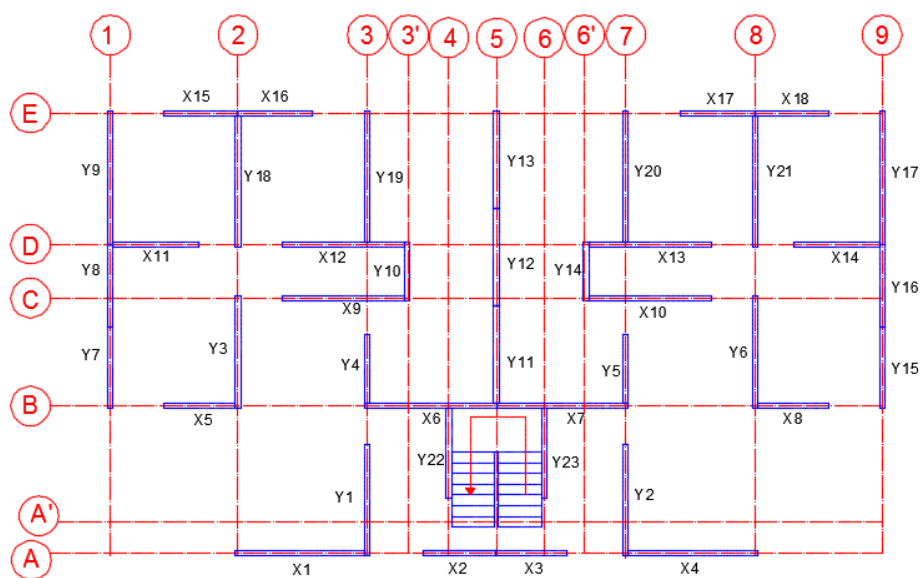 1 2 3 3' 4 5 6 6' 7 8 9
X15 X16 X17 X18
E
Y9 Y18 Y19 Y13 Y20 Y21 Y17
D
X11 X12 X13 X14
Y8 Y10 Y12 Y14 Y16
C
X9 X10
Y7 Y3 Y4 Y11 Y5 Y6 Y15
B
X5 X6 X7 X8
Y22 Y23
Y1 Y2
A'
A
X1 X2 X3 X4